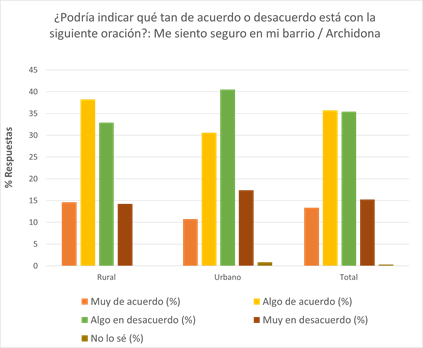 ¿Podría indicar qué tan de acuerdo o desacuerdo está con la
siguiente oración?: Me siento seguro en mi barrio / Archidona
45
40
35
30
25
20
15
10
5
0
% Respuestas
Rural Urbano Total
Muy de acuerdo (%) Algo de acuerdo (%)
Algo en desacuerdo (%) Muy en desacuerdo (%)
No lo sé (%)